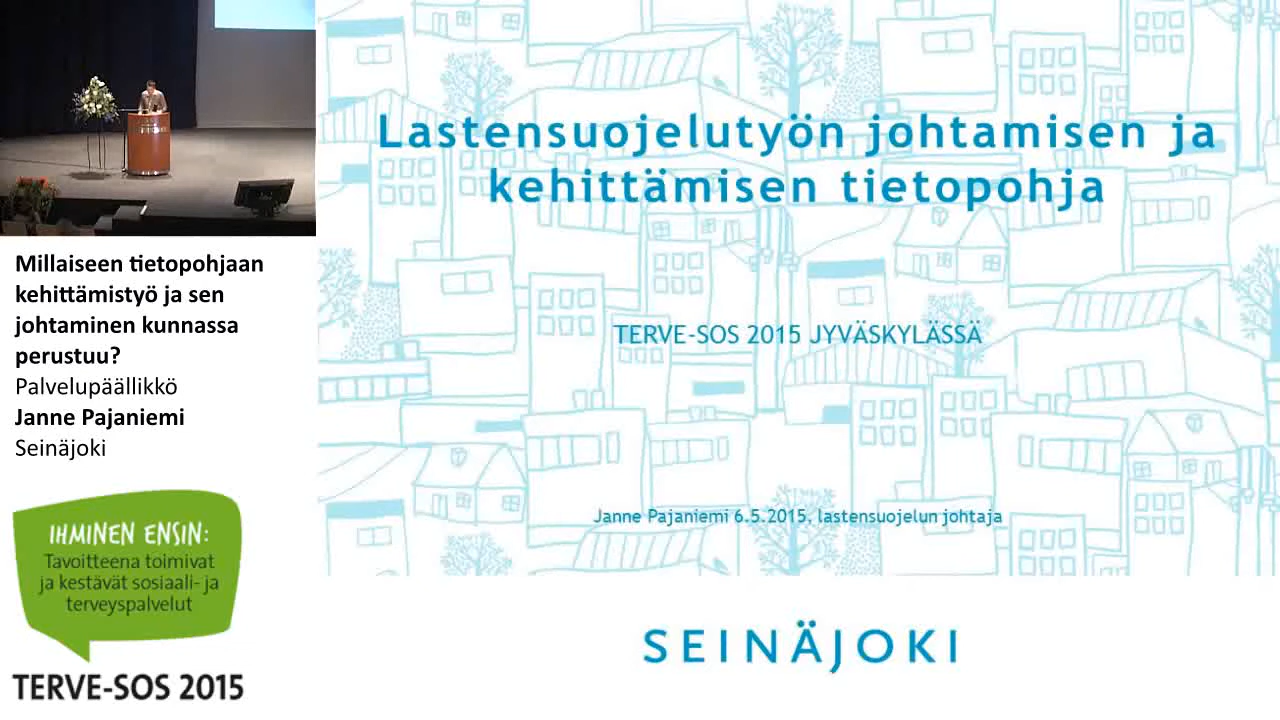 Lastensuojelutyön johtamisen ja
kehittämisen tietopohja
TERVE-SOS 2015 JYVÄSKYLÄSSÄ
Janne Pajaniemi 6.5.2015, lastensuojelun johtaja
SEINÄJOKI
Millaiseen tietopohjaan
kehittämistyö ja sen
johtaminen kunnassa
perustuu?
Palvelupäällikkö
Janne Pajaniemi
Seinäjoki
IHMINEN ENSIN:
Tavoitteena toimivat
ja kestävät sosiaali- ja
terveyspalvelut
TERVE-SOS 2015